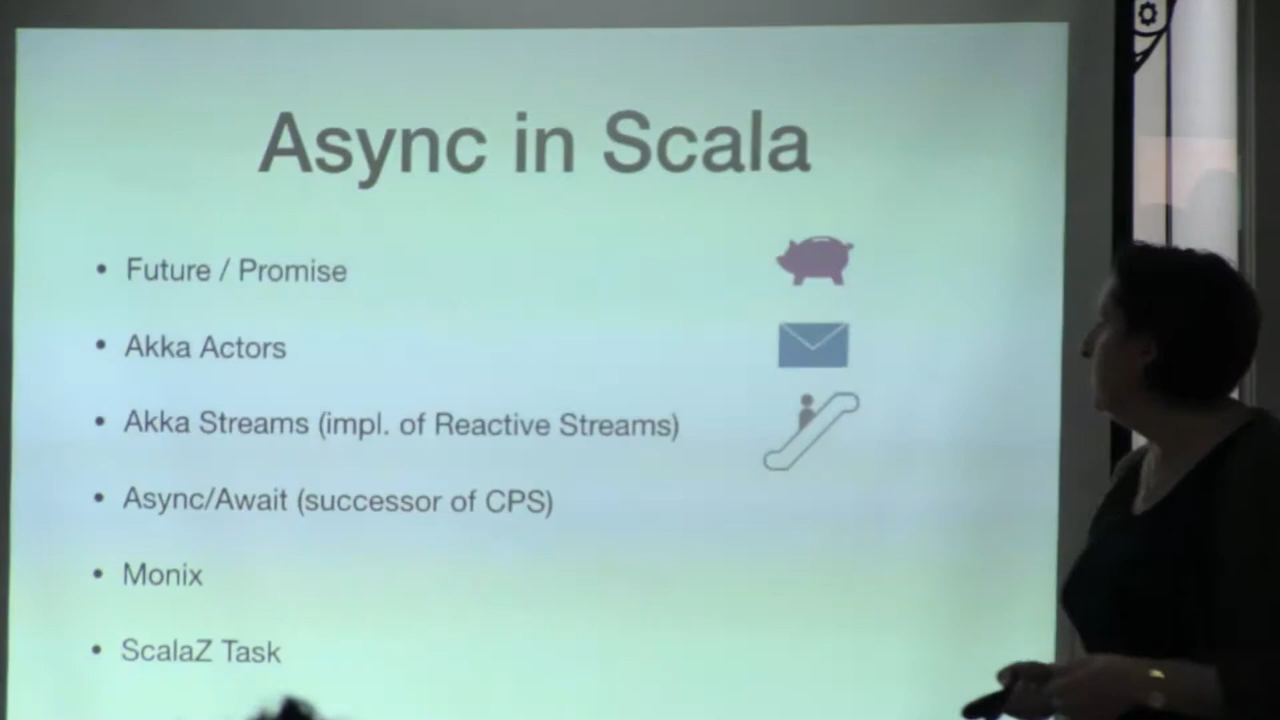 Async in Scala
• Future / Promise
• Akka Actors
• Akka Streams (impl. of Reactive Streams)
• Async/Await (successor of CPS)
• Monix
• ScalaZ Task